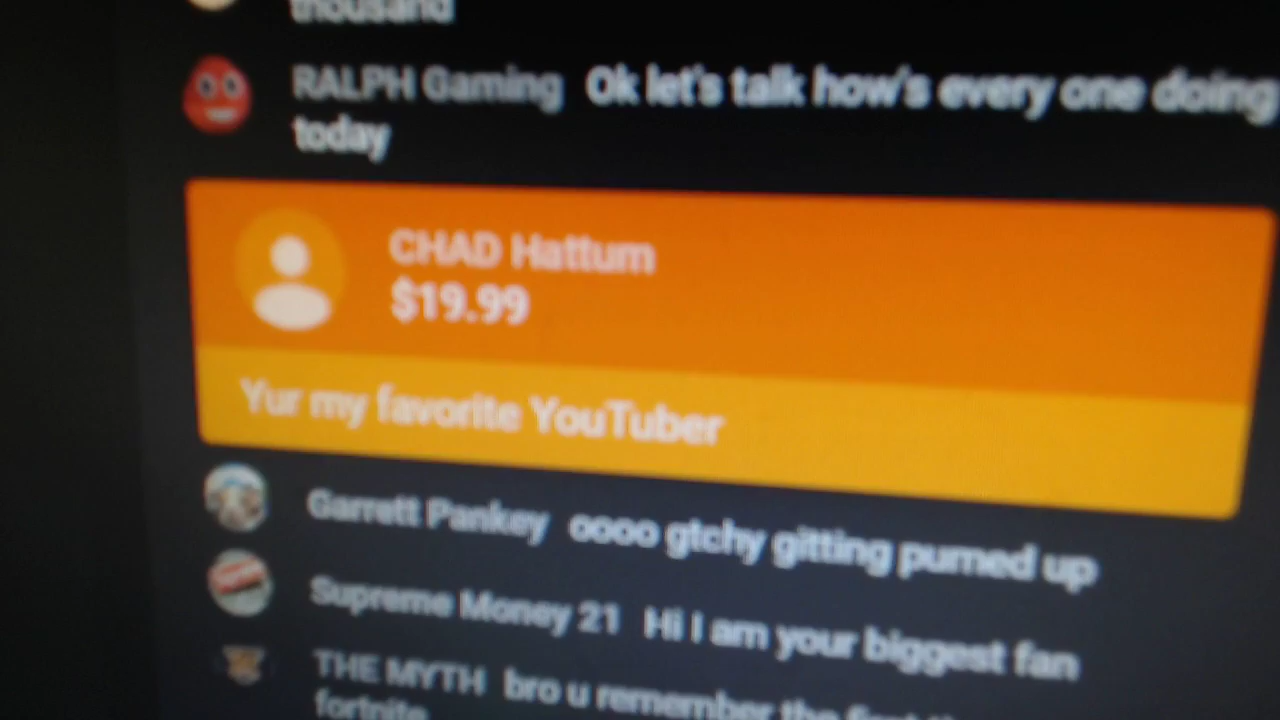 thousand
RALPH Gaming Ok let's talk how's every one doing
today
CHAD Hattum
$19.99
Yur my favorite YouTuber
Garrett Pankey oooo gtchy gitting pumed up
Supreme Money 21 Hi I am your biggest fan
THE MYTH bro u remember the first
fortnite